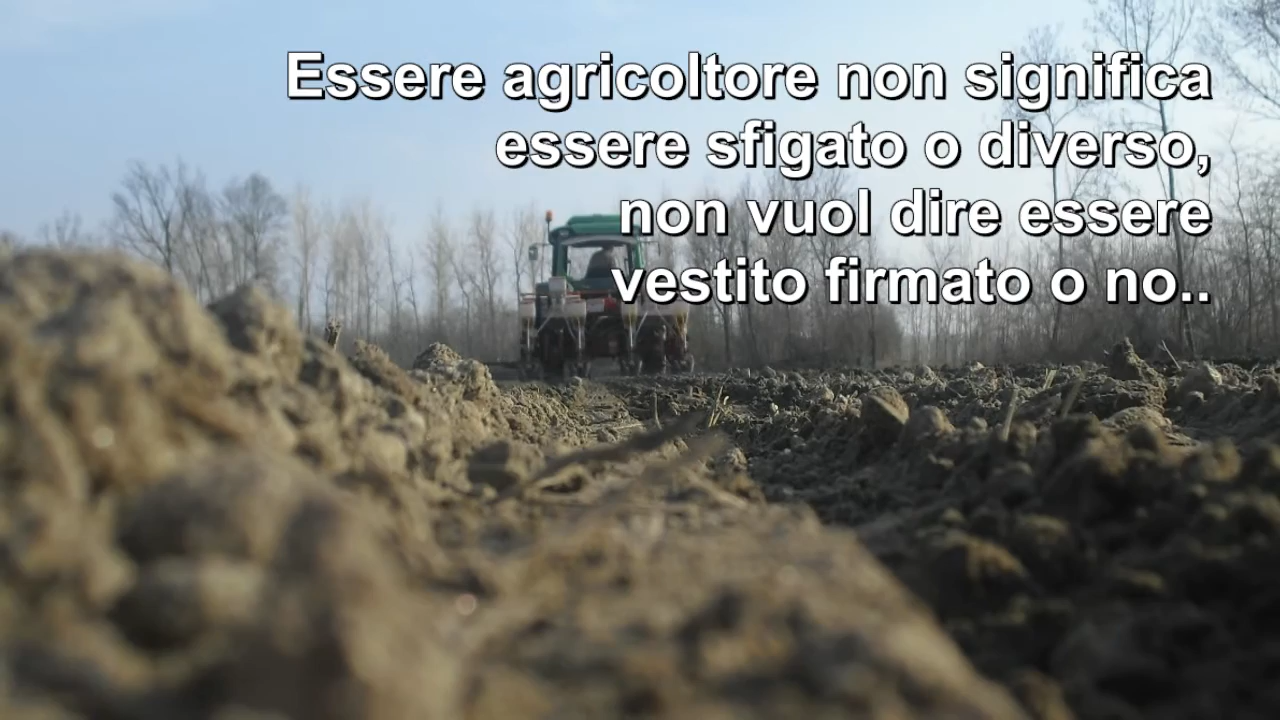 Essere agricoltore non significa
essere sfigato o diverso,
non vuol dire essere
vestito firmato o no..